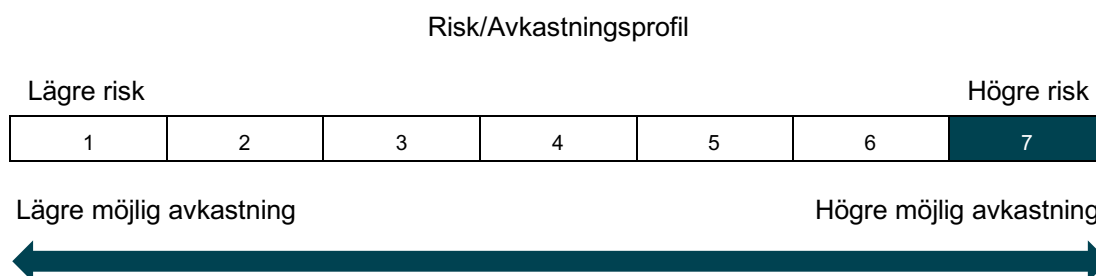 Risk/Avkastningsprofil
Lägre risk Högre risk
1 2 3 4 5 6 7
Lägre möjlig avkastning Högre möjlig avkastning